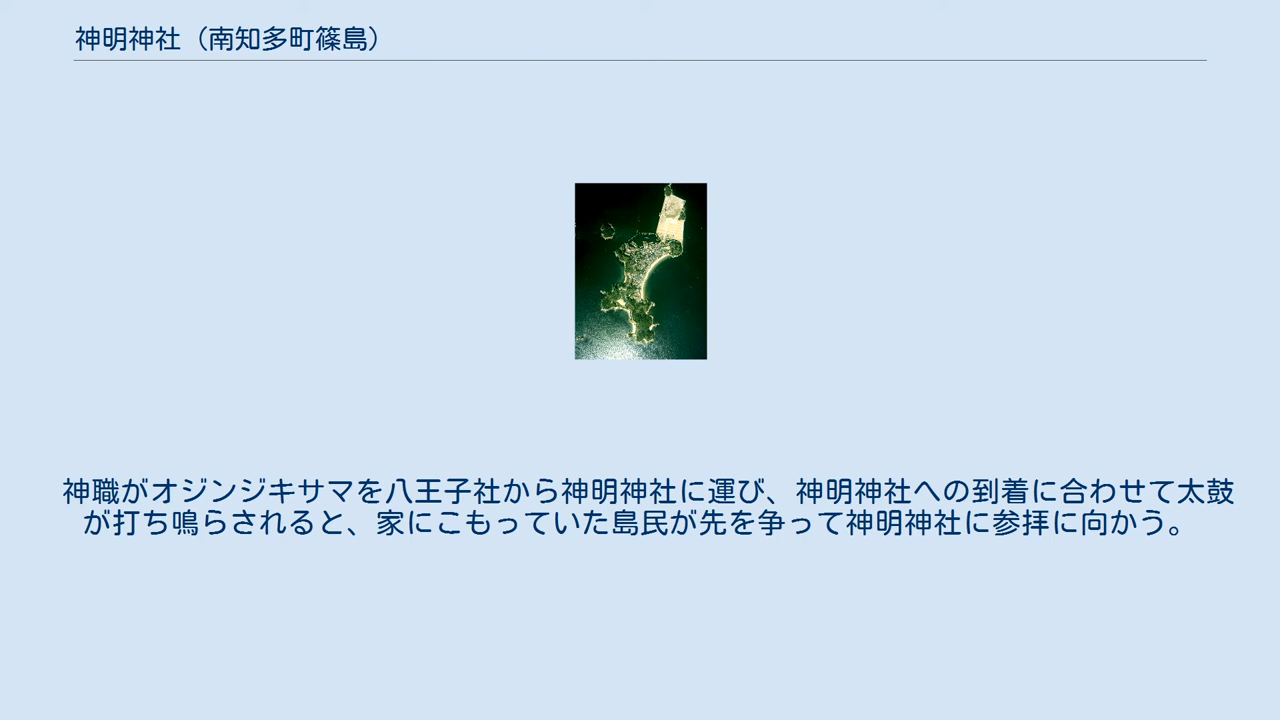 神明神社（南知多町篠島）
神職がオジンジキサマを八王子社から神明神社に運び、神明神社への到着に合わせて太鼓
が打ち鳴らされると、家にこもっていた島民が先を争って神明神社に参拝に向かう。